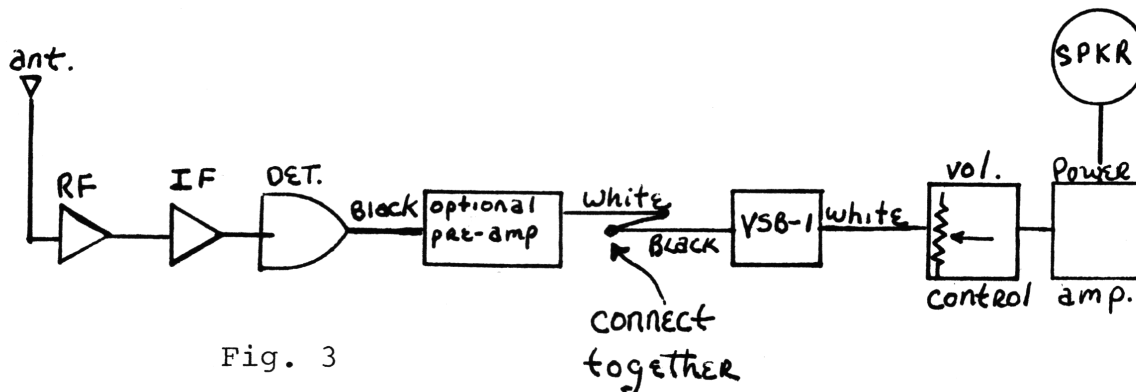 ant.
RF
IF
DET.
Black
optional
pre-amp
White
Black
VSB-1
white
vol.
control
Power
amp.
SPKR
connect
together
Fig. 3